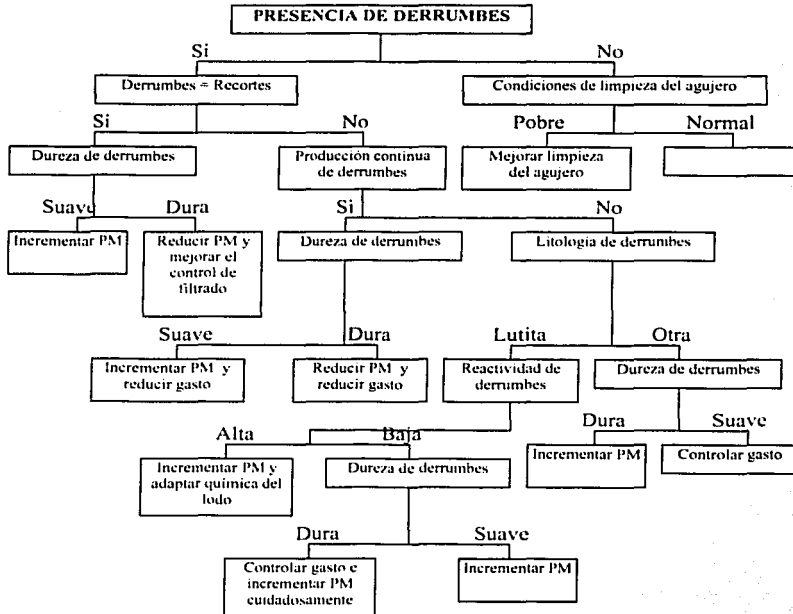 PRESENCIA DE DERRUMBES
Si
No
Derrumbes = Recortes
Condiciones de limpieza del agujero
Si
No
Pobre
Normal
Dureza de derrumbes
Producción continua
de derrumbes
Mejorar limpieza
del agujero
Suave
Dura
Si
No
Incrementar PM
Reducir PM y
mejorar el
control de
filtrado
Dureza de derrumbes
Litología de derrumbes
Suave
Dura
Lutita
Otra
Incrementar PM y
reducir gasto
Reducir PM y
reducir gasto
Reactividad de
derrumbes
Dureza de derrumbes
Alta
Baja
Dura
Suave
Incrementar PM y
adaptar química del
lodo
Dureza de derrumbes
Incrementar PM
Controlar gasto
Dura
Suave
Controlar gasto e
incrementar PM
cuidadosamente
Incrementar PM